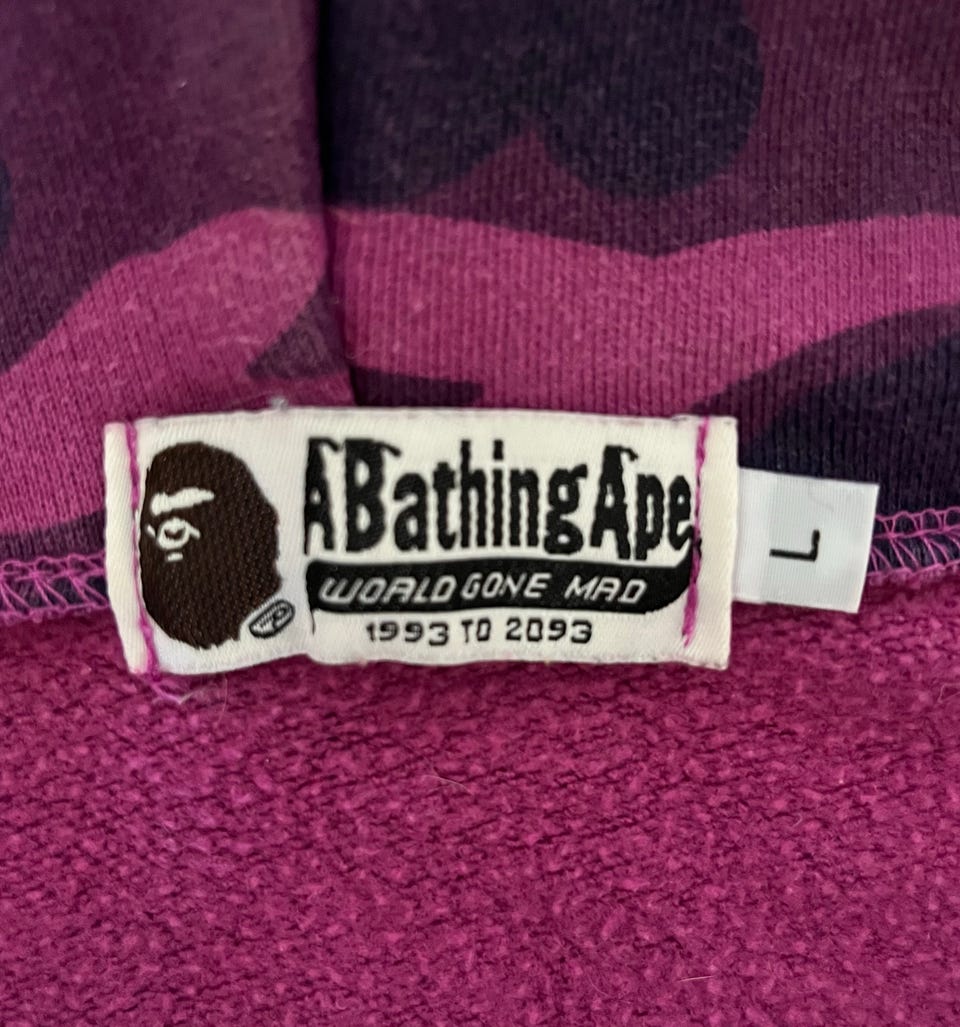 ABathingApe
WORLD GONE MAD
1993 TO 2093
L